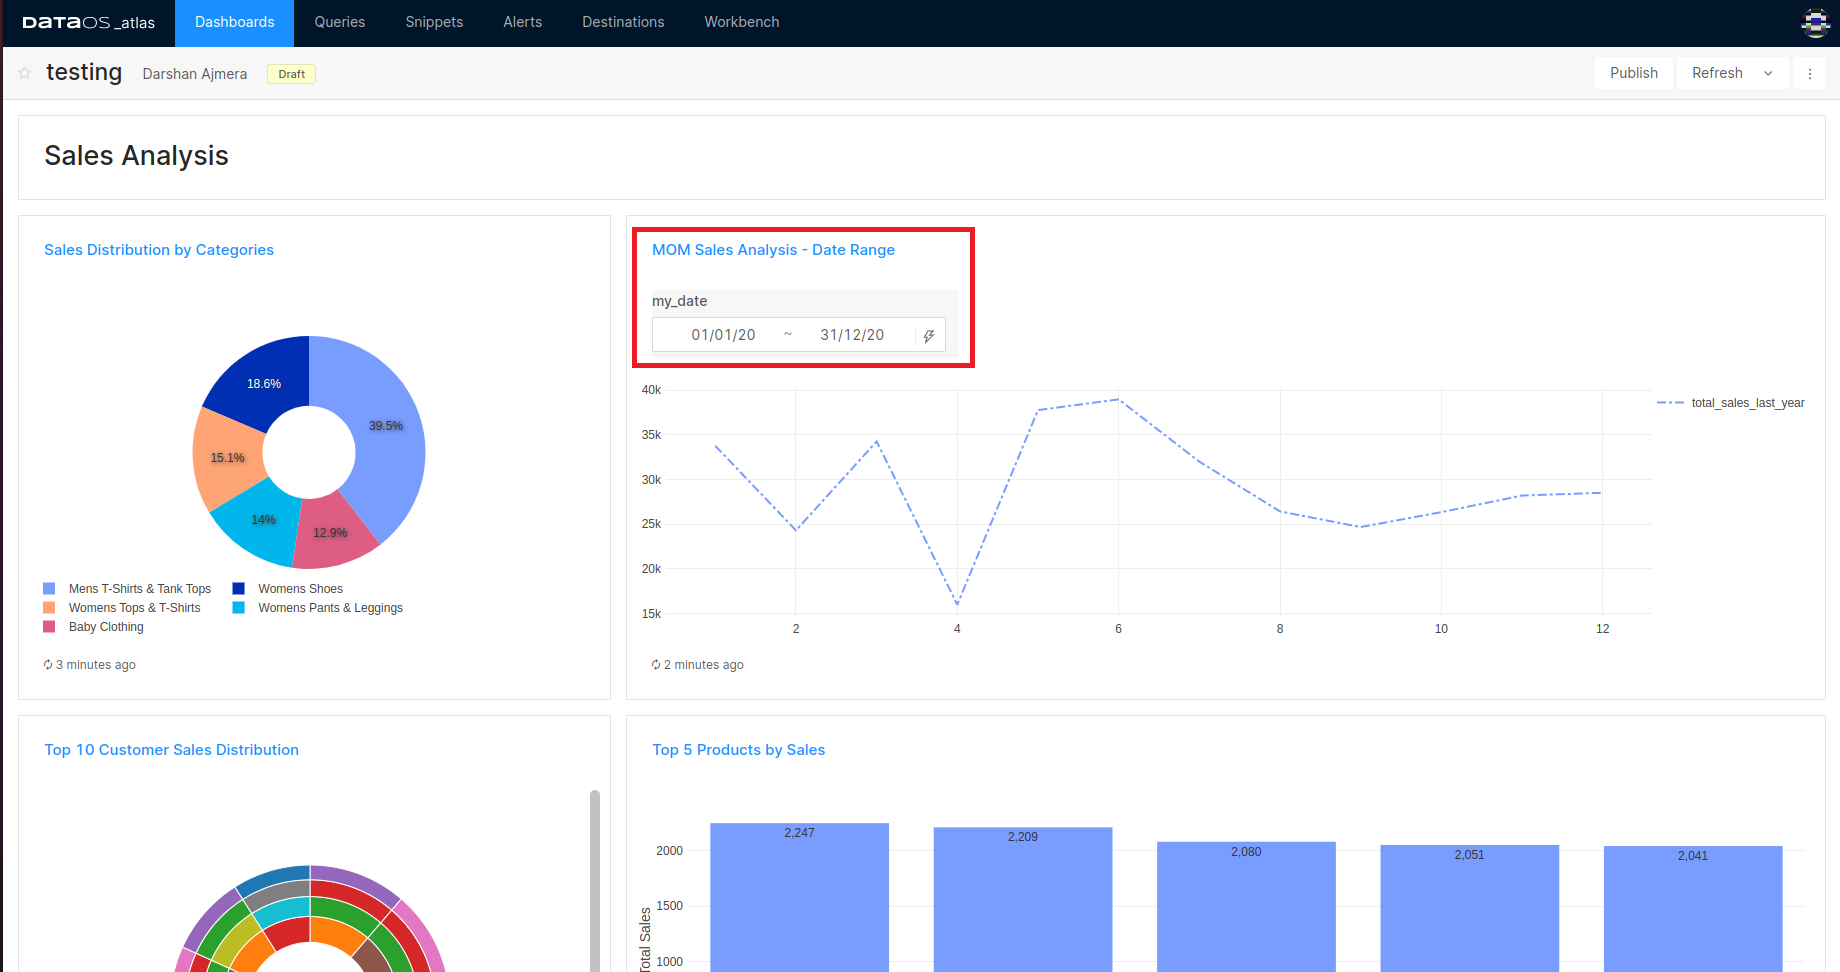 DATAOS _atlas Dashboards Queries Snippets Alerts Destinations Workbench
testing Darshan Ajmera Draft Publish Refresh
Sales Analysis
Sales Distribution by Categories
18.6%
39.5%
15.1%
14%
12.9%
Mens T-Shirts & Tank Tops Womens Shoes
Womens Tops & T-Shirts Womens Pants & Leggings
Baby Clothing
3 minutes ago
MOM Sales Analysis - Date Range
my_date
01/01/20 ~ 31/12/20
40k
35k
30k
25k
20k
15k
2 4 6 8 10 12
total_sales_last_year
2 minutes ago
Top 10 Customer Sales Distribution
Top 5 Products by Sales
2,247 2,209 2,080 2,051 2,041
2000
1500
1000
Total Sales